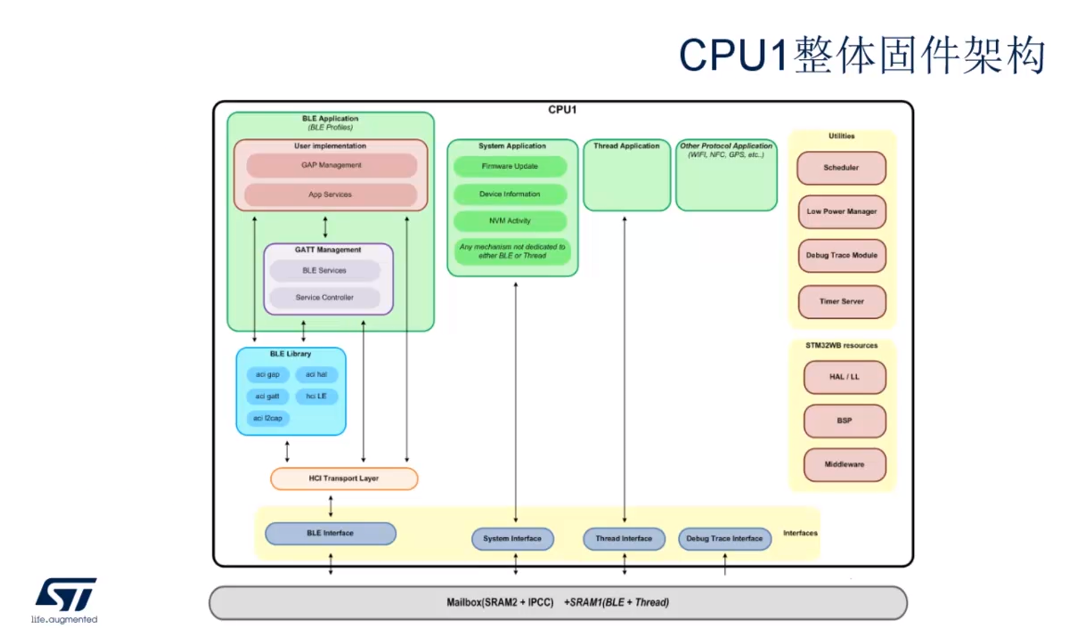 CPU1整体固件架构
CPU1
BLE Application
(BLE Profiles)
User implementation
GAP Management
App Services
GATT Management
BLE Services
Service Controller
BLE Library
aci gap
aci hal
aci gatt
hci LE
aci l2cap
HCI Transport Layer
BLE Interface
System Application
Firmware Update
Device Information
NVM Activity
Any mechanism not dedicated to
either BLE or Thread
System Interface
Thread Application
Thread Interface
Other Protocol Application
(WIFI, NFC, GPS, etc..)
Debug Trace Interface
Interfaces
Utilities
Scheduler
Low Power Manager
Debug Trace Module
Timer Server
STM32WB resources
HAL / LL
BSP
Middleware
Mailbox(SRAM2 + IPCC) +SRAM1(BLE + Thread)
ST
life.augmented